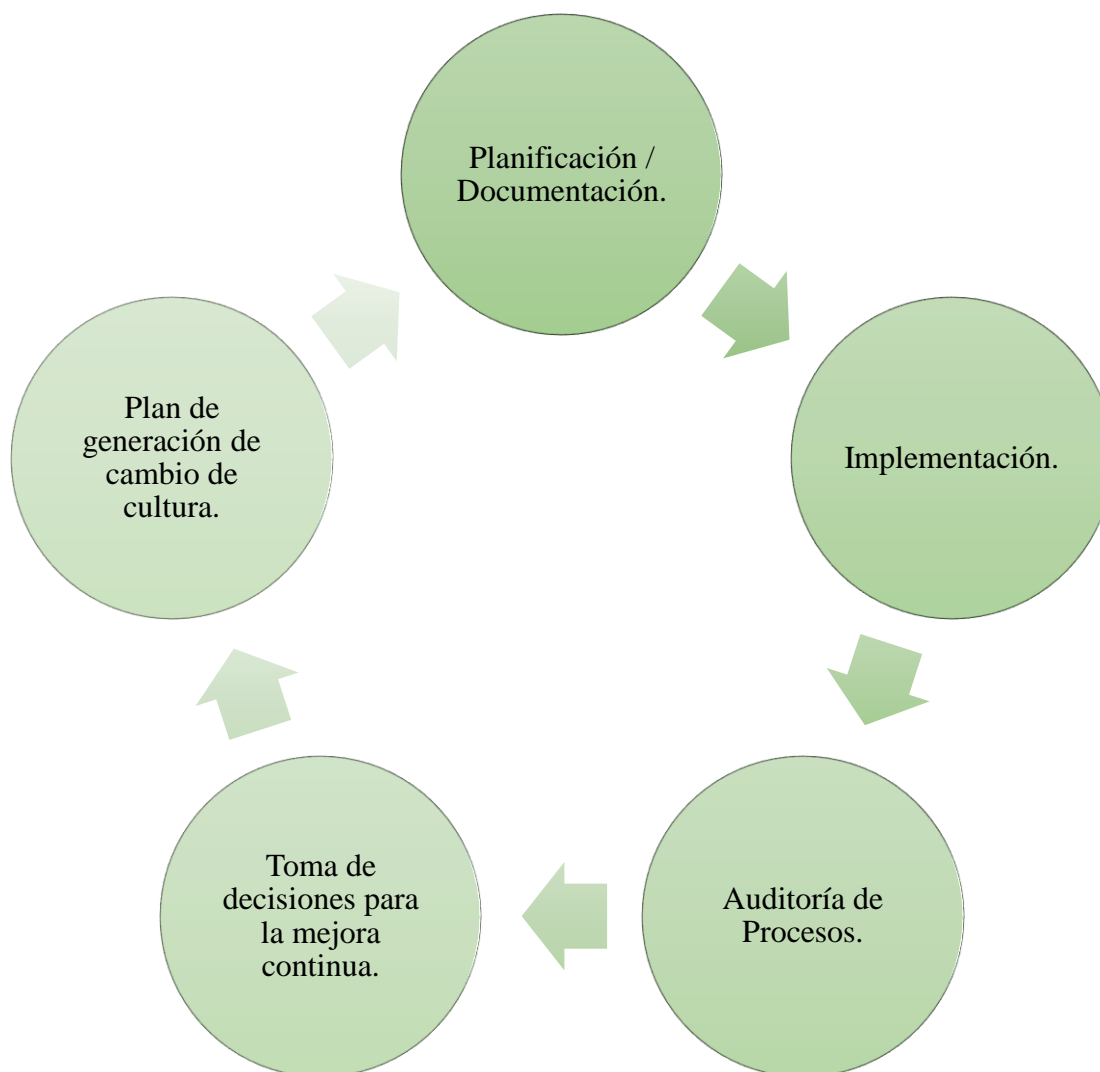 Planificación /
Documentación.
Implementación.
Auditoría de
Procesos.
Toma de
decisiones para
la mejora
continua.
Plan de
generación de
cambio de
cultura.